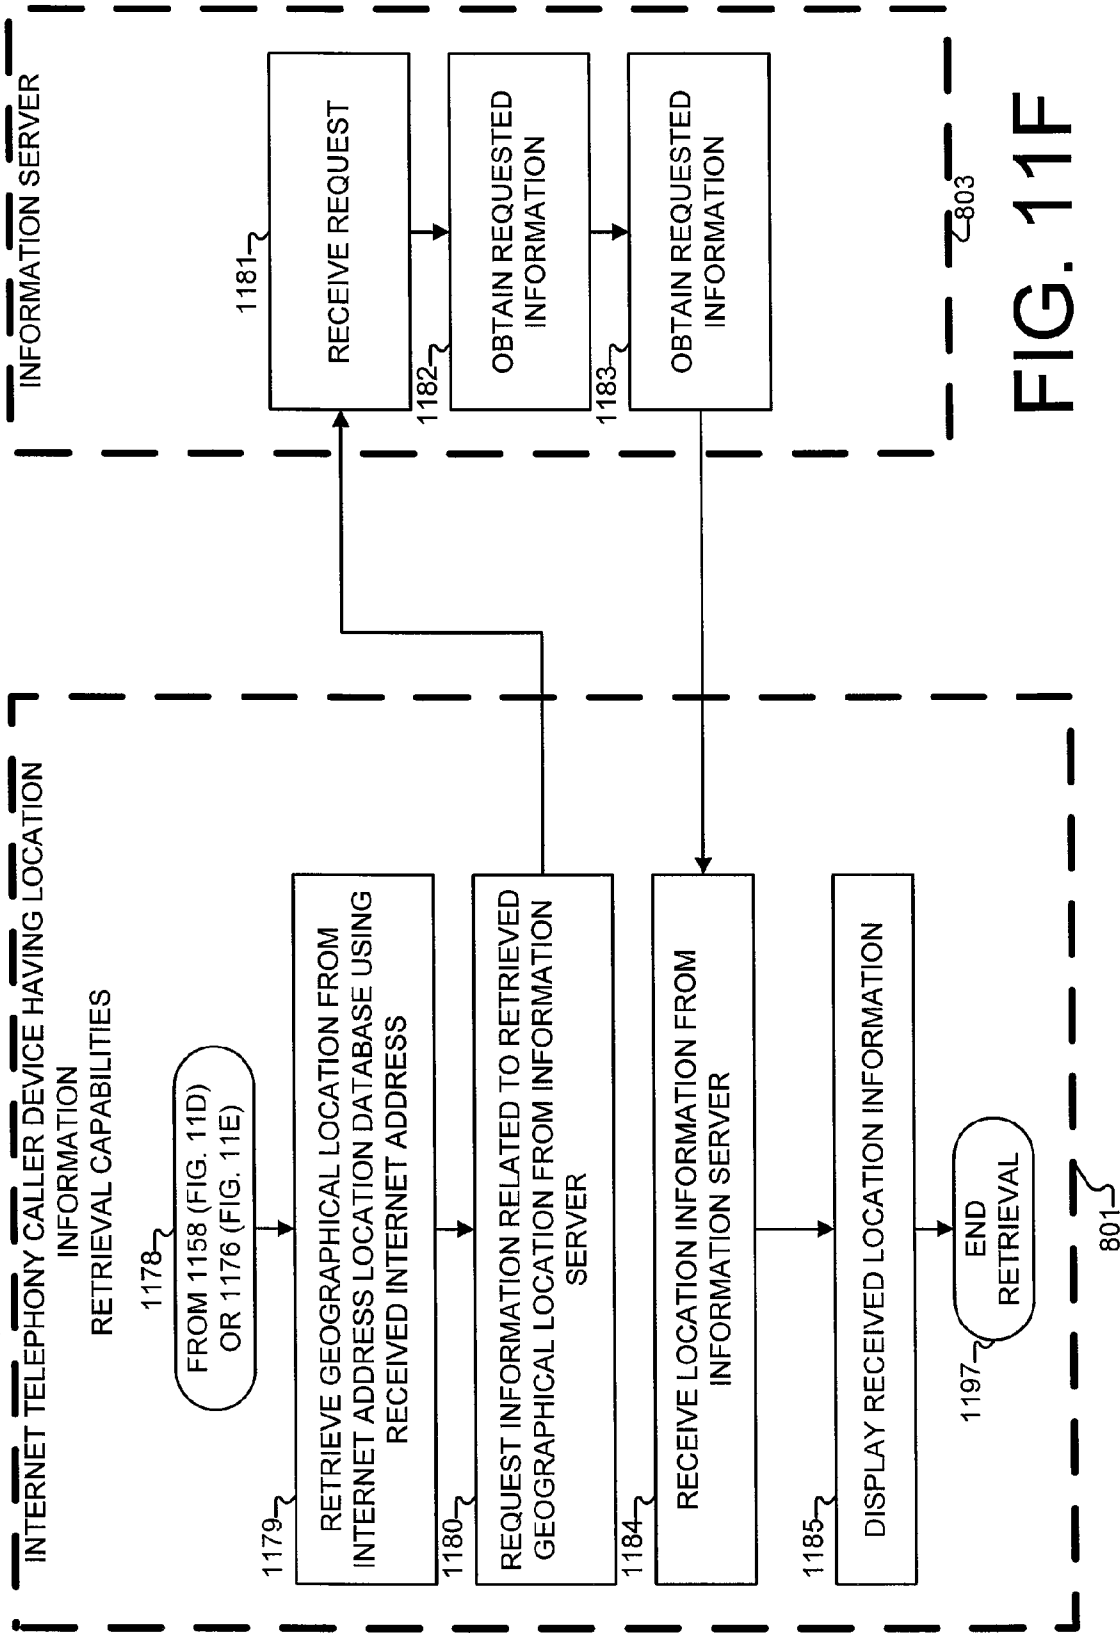 INTERNET TELEPHONY CALLER DEVICE HAVING LOCATION
INFORMATION
RETRIEVAL CAPABILITIES
1178
FROM 1158 (FIG. 11D)
OR 1176 (FIG. 11E)
1179
RETRIEVE GEOGRAPHICAL LOCATION FROM
INTERNET ADDRESS LOCATION DATABASE USING
RECEIVED INTERNET ADDRESS
1180
REQUEST INFORMATION RELATED TO RETRIEVED
GEOGRAPHICAL LOCATION FROM INFORMATION
SERVER
1184
RECEIVE LOCATION INFORMATION FROM
INFORMATION SERVER
1185
DISPLAY RECEIVED LOCATION INFORMATION
1197
END
RETRIEVAL
801
INFORMATION SERVER
1181
RECEIVE REQUEST
1182
OBTAIN REQUESTED
INFORMATION
1183
OBTAIN REQUESTED
INFORMATION
803
FIG. 11F